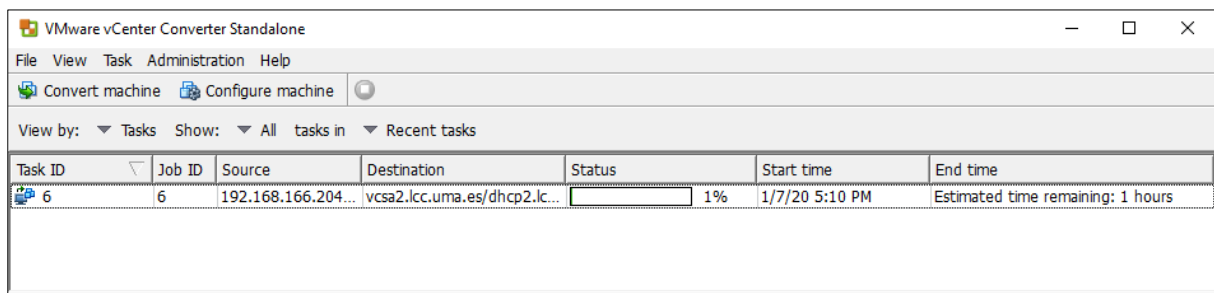 VMware vCenter Converter Standalone
File View Task Administration Help
Convert machine Configure machine
View by: Tasks Show: All tasks in Recent tasks
Task ID Job ID Source Destination Status Start time End time
6 6 192.168.166.204... vcsa2.lcc.uma.es/dhcp2.lc... 1% 1/7/20 5:10 PM Estimated time remaining: 1 hours